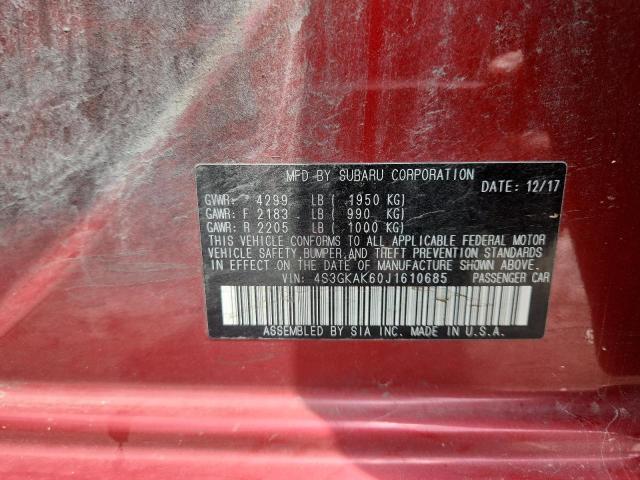 MFD BY SUBARU CORPORATION
DATE: 12/17
GVWR: 4299 LB ( 1950 KG)
GAWR: F 2183 LB ( 990 KG)
GAWR: R 2205 LB ( 1000 KG)
THIS VEHICLE CONFORMS TO ALL APPLICABLE FEDERAL MOTOR
VEHICLE SAFETY, BUMPER, AND THEFT PREVENTION STANDARDS
IN EFFECT ON THE DATE OF MANUFACTURE SHOWN ABOVE.
VIN: 4S3GKAK60J1610685 PASSENGER CAR
ASSEMBLED BY SIA INC. MADE IN U.S.A.